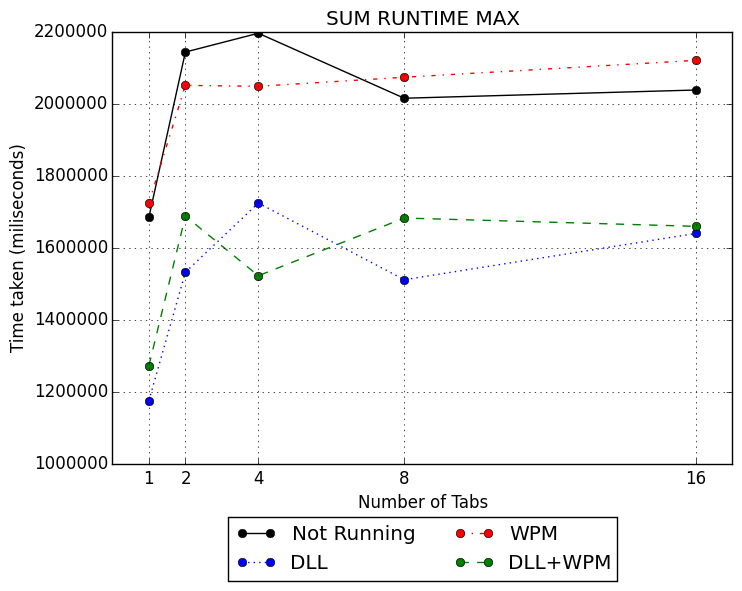 SUM RUNTIME MAX
2200000
2000000
1800000
1600000
1400000
1200000
1000000
Time taken (miliseconds)
1 2 4 8 16
Number of Tabs
Not Running WPM
DLL DLL+WPM